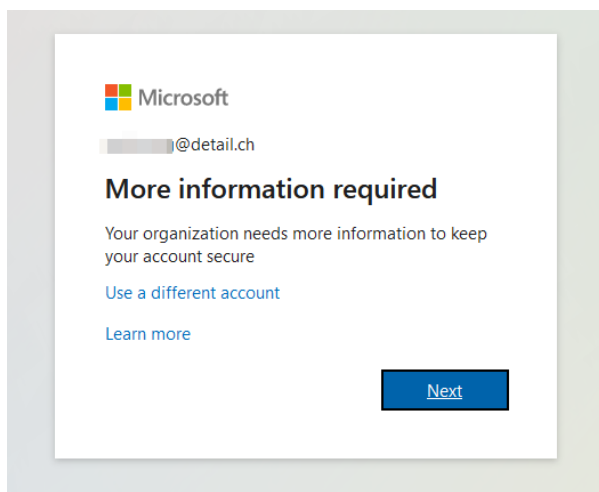 Microsoft
@detail.ch
More information required
Your organization needs more information to keep
your account secure
Use a different account
Learn more
Next